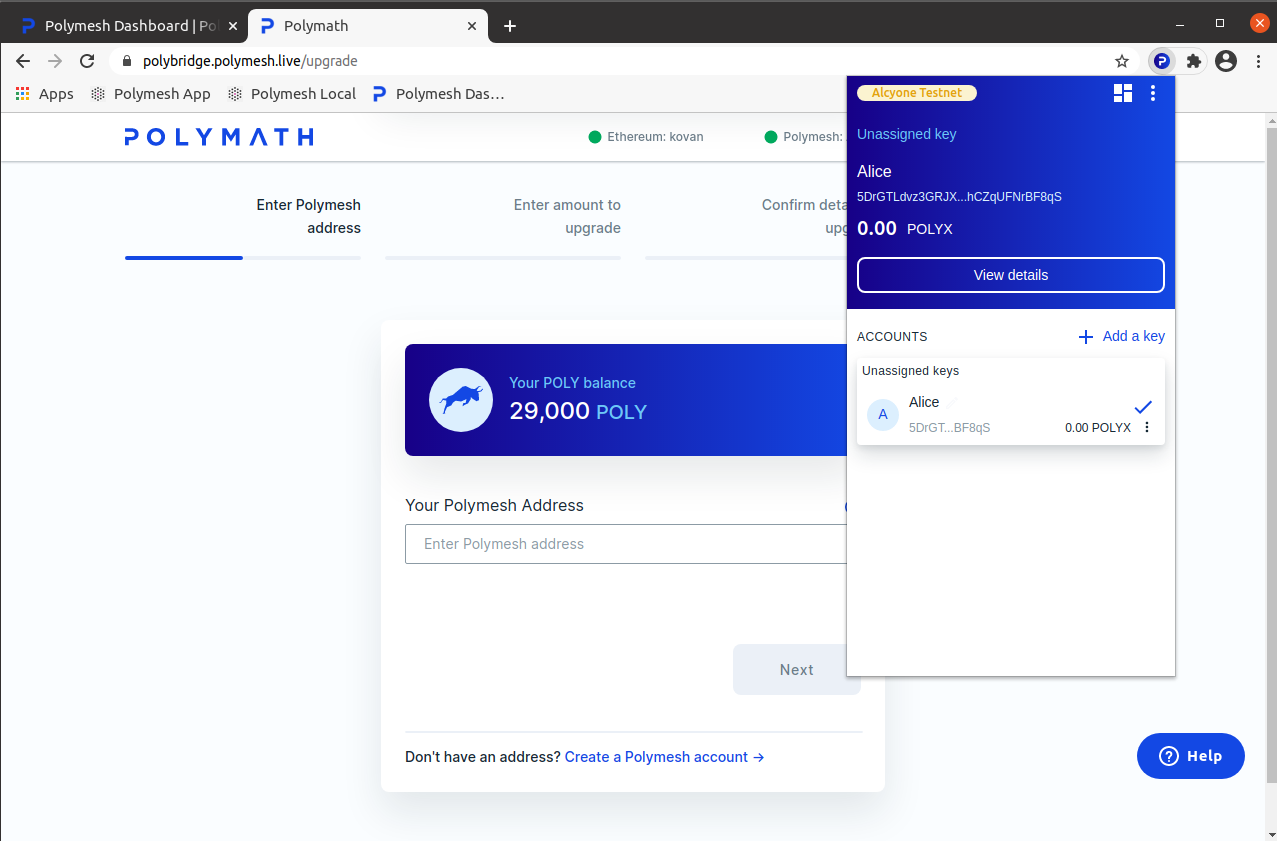 Polymesh Dashboard | Po
Polymath
polybridge.polymesh.live/upgrade
Apps
Polymesh App
Polymesh Local
Polymesh Das...
POLYMATH
Ethereum: kovan
Polymesh:
Enter Polymesh
address
Enter amount to
upgrade
Confirm deta
upg
Your POLY balance
29,000 POLY
Your Polymesh Address
Enter Polymesh address
Next
Don't have an address? Create a Polymesh account →
Alcyone Testnet
Unassigned key
Alice
5DrGTLdvz3GRJX...hCZqUFNrBF8qS
0.00 POLYX
View details
ACCOUNTS
+ Add a key
Unassigned keys
A
Alice
5DrGT...BF8qS
0.00 POLYX
? Help